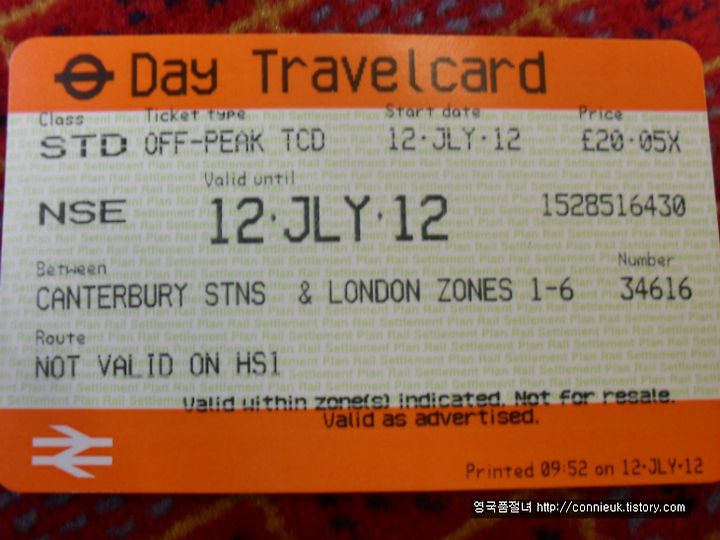 Day Travelcard
Class Ticket type Start date Price
STD OFF-PEAK TCD 12·JLY·12 £20·05X
Valid until
NSE 12·JLY·12 1528516430
Between Number
CANTERBURY STNS & LONDON ZONES 1-6 34616
Route
NOT VALID ON HS1
Valid within zone(s) indicated. Not for resale.
Valid as advertised.
Printed 09:52 on 12·JLY·12
영국품절녀 http://connieuk.tistory.com